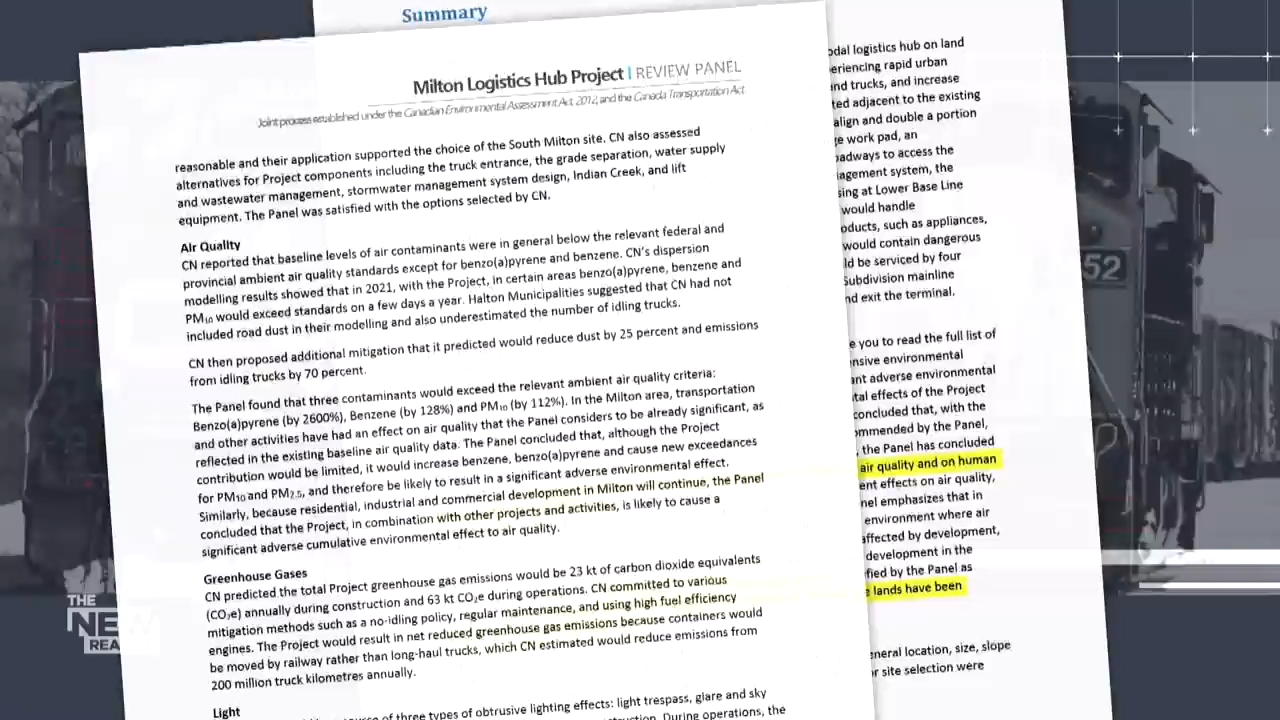 Summary
Milton Logistics Hub Project | REVIEW PANEL
Joint process established under the Canadian Environmental Assessment Act, 2012, and the Canada Transportation Act
reasonable and their application supported the choice of the South Milton site. CN also assessed
alternatives for Project components including the truck entrance, the grade separation, water supply
and wastewater management, stormwater management system design, Indian Creek, and lift
equipment. The Panel was satisfied with the options selected by CN.
Air Quality
CN reported that baseline levels of air contaminants were in general below the relevant federal and
provincial ambient air quality standards except for benzo(a)pyrene and benzene. CN's dispersion
modelling results showed that in 2021, with the Project, in certain areas benzo(a)pyrene, benzene and
PM₁₀ would exceed standards on a few days a year. Halton Municipalities suggested that CN had not
included road dust in their modelling and also underestimated the number of idling trucks.
CN then proposed additional mitigation that it predicted would reduce dust by 25 percent and emissions
from idling trucks by 70 percent.
The Panel found that three contaminants would exceed the relevant ambient air quality criteria:
Benzo(a)pyrene (by 2600%), Benzene (by 128%) and PM₁₀ (by 112%). In the Milton area, transportation
and other activities have had an effect on air quality that the Panel considers to be already significant, as
reflected in the existing baseline air quality data. The Panel concluded that, although the Project
contribution would be limited, it would increase benzene, benzo(a)pyrene and cause new exceedances
for PM₁₀ and PM₂.₅, and therefore be likely to result in a significant adverse environmental effect.
Similarly, because residential, industrial and commercial development in Milton will continue, the Panel
concluded that the Project, in combination with other projects and activities, is likely to cause a
significant adverse cumulative environmental effect to air quality.
Greenhouse Gases
CN predicted the total Project greenhouse gas emissions would be 23 kt of carbon dioxide equivalents
(CO₂e) annually during construction and 63 kt CO₂e during operations. CN committed to various
mitigation methods such as a no-idling policy, regular maintenance, and using high fuel efficiency
engines. The Project would result in net reduced greenhouse gas emissions because containers would
be moved by railway rather than long-haul trucks, which CN estimated would reduce emissions from
200 million truck kilometres annually.
Light
of three types of obtrusive lighting effects: light trespass, glare and sky
During operations, the
odal logistics hub on land
eriencing rapid urban
nd trucks, and increase
ted adjacent to the existing
align and double a portion
e work pad, an
oadways to access the
agement system, the
sing at Lower Base Line
would handle
oducts, such as appliances,
would contain dangerous
ld be serviced by four
Subdivision mainline
nd exit the terminal.
e you to read the full list of
nsive environmental
ant adverse environmental
tal effects of the Project
concluded that, with the
ommended by the Panel,
, the Panel has concluded
air quality and on human
ent effects on air quality,
nel emphasizes that in
environment where air
affected by development,
development in the
fied by the Panel as
lands have been
eneral location, size, slope
or site selection were
52
THE
NEW
REA